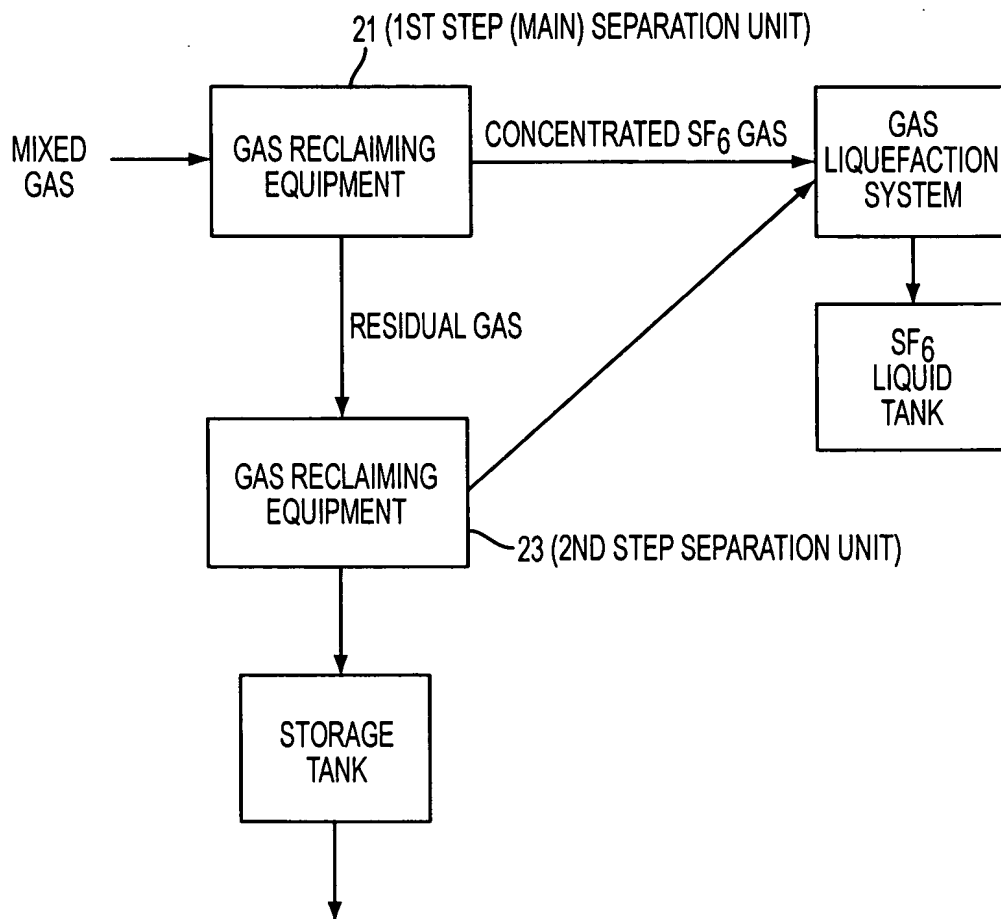 21 (1ST STEP (MAIN) SEPARATION UNIT)
MIXED
GAS
GAS RECLAIMING
EQUIPMENT
CONCENTRATED SF6 GAS
GAS
LIQUEFACTION
SYSTEM
RESIDUAL GAS
SF6
LIQUID
TANK
GAS RECLAIMING
EQUIPMENT
23 (2ND STEP SEPARATION UNIT)
STORAGE
TANK